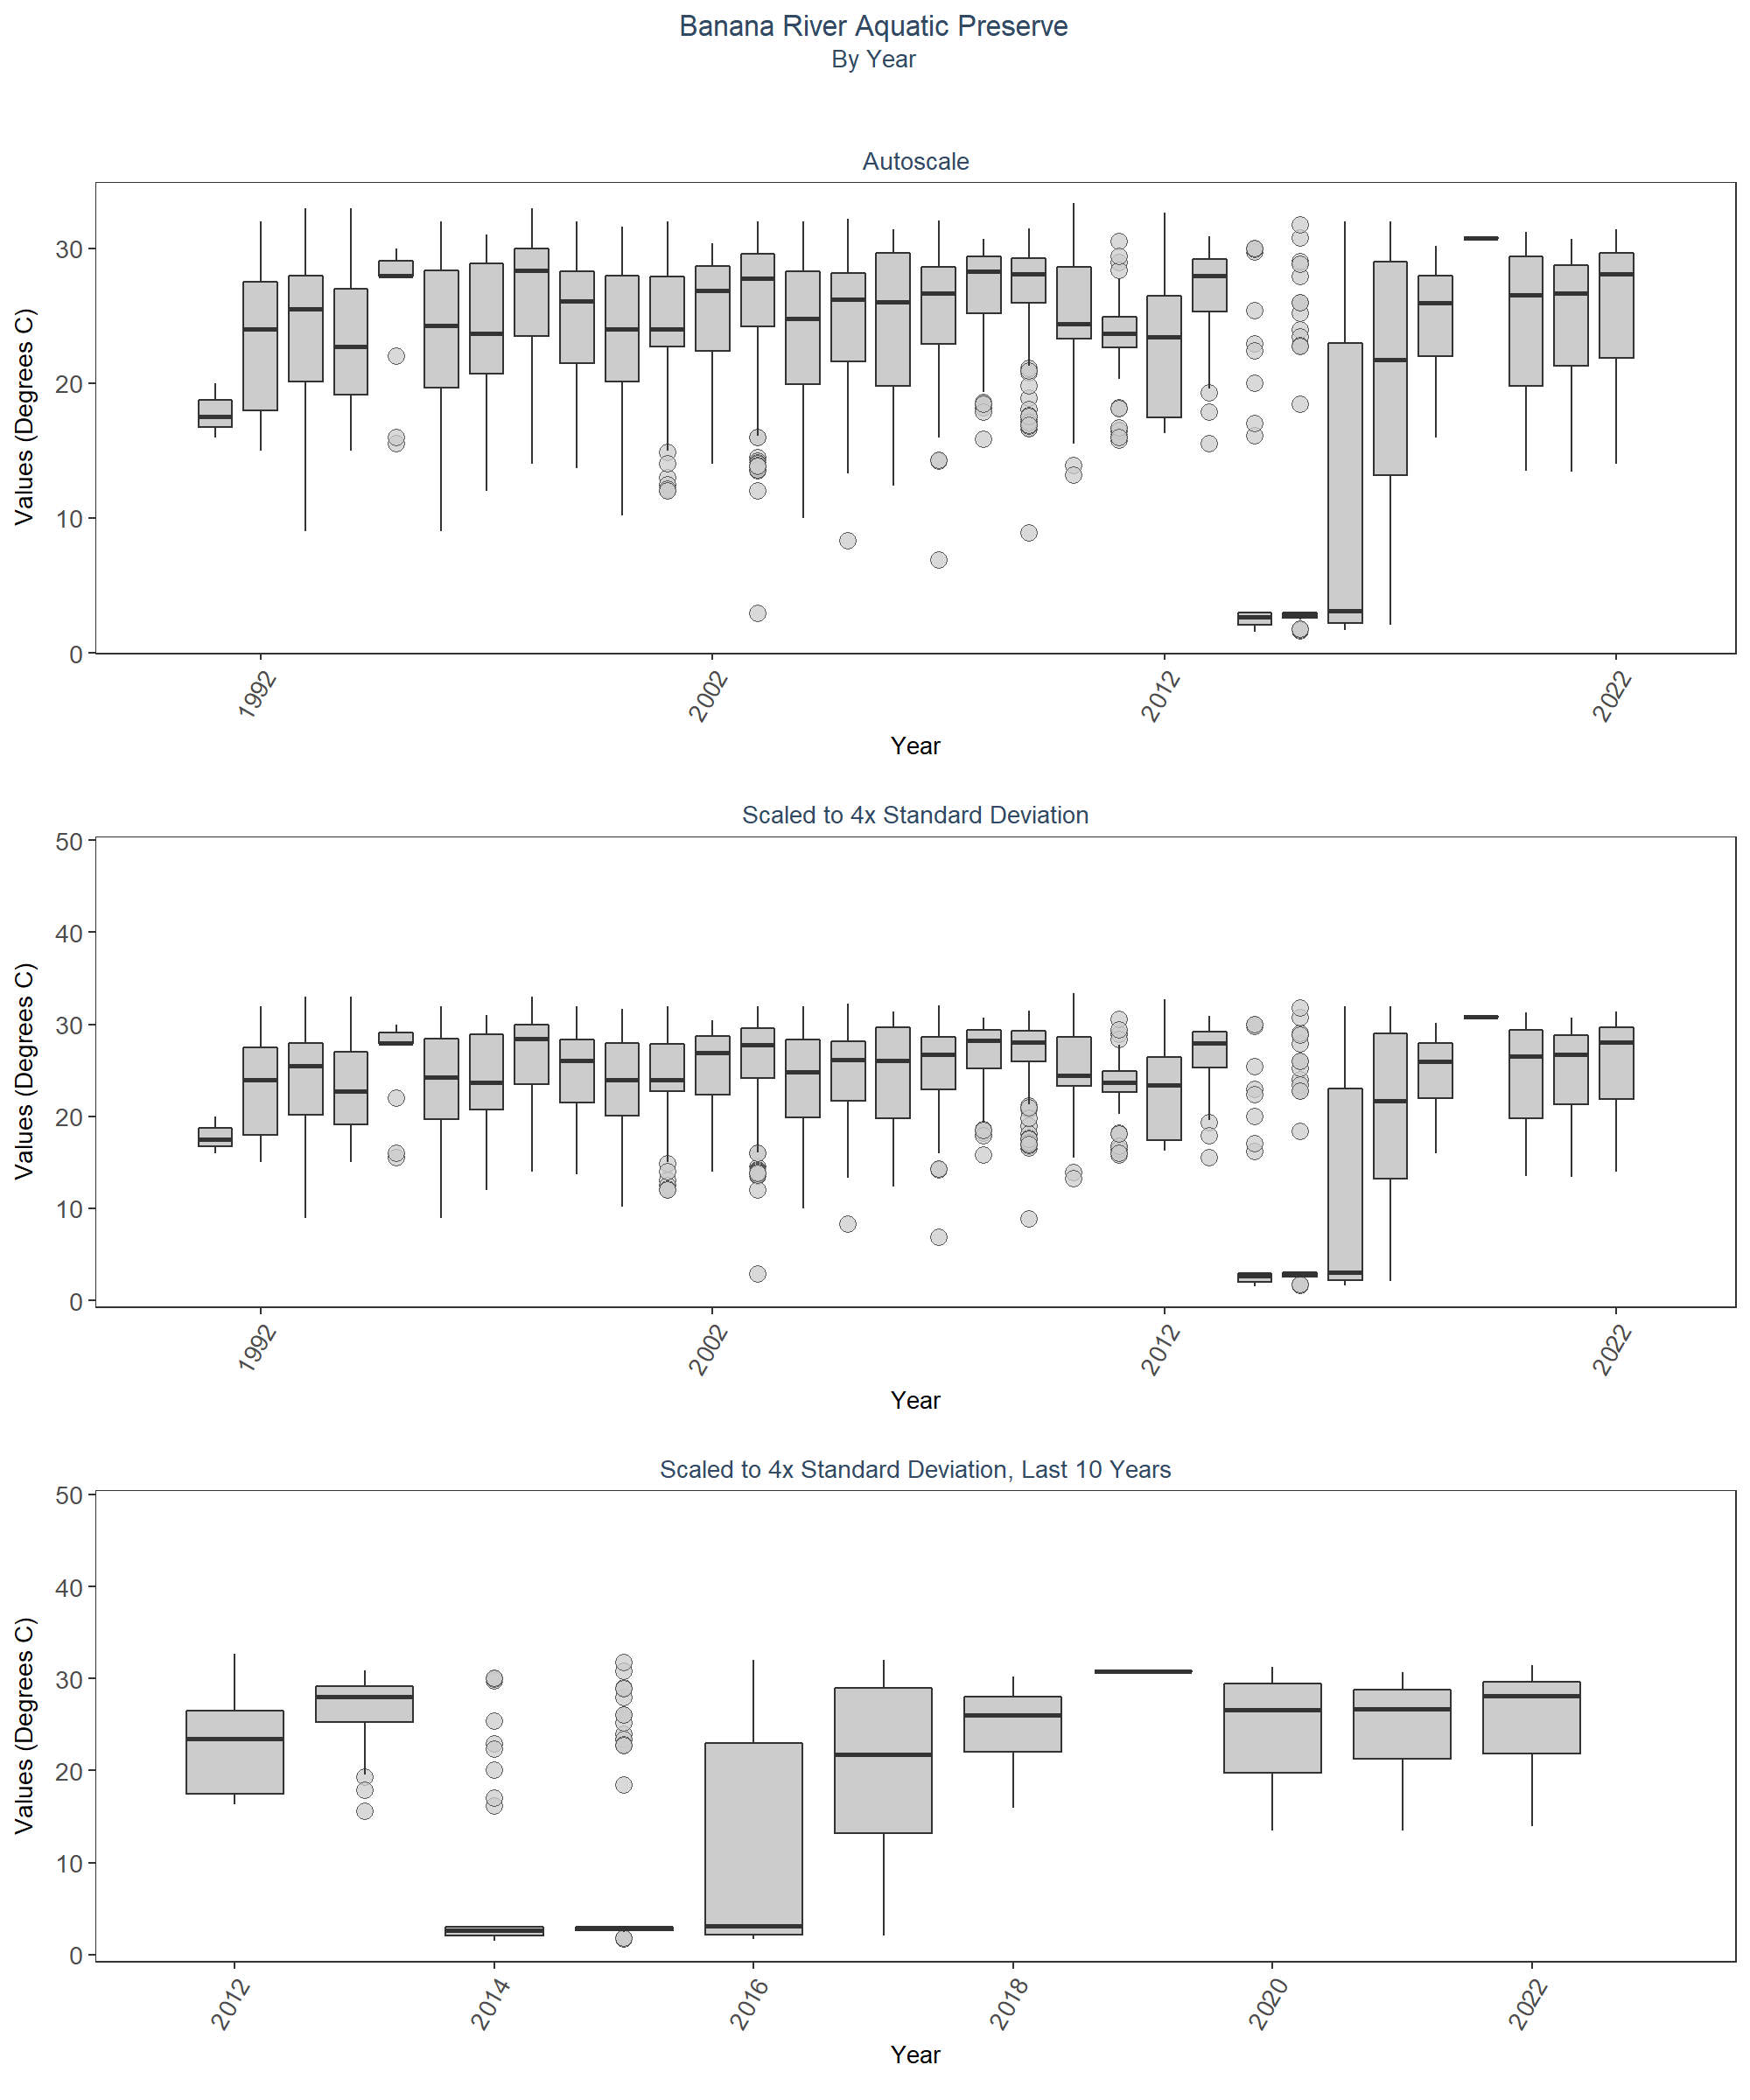 Banana River Aquatic Preserve
By Year
Autoscale
Values (Degrees C)
30
20
10
0
1992
2002
2012
2022
Year
Scaled to 4x Standard Deviation
Values (Degrees C)
50
40
30
20
10
0
1992
2002
2012
2022
Year
Scaled to 4x Standard Deviation, Last 10 Years
Values (Degrees C)
50
40
30
20
10
0
2012
2014
2016
2018
2020
2022
Year